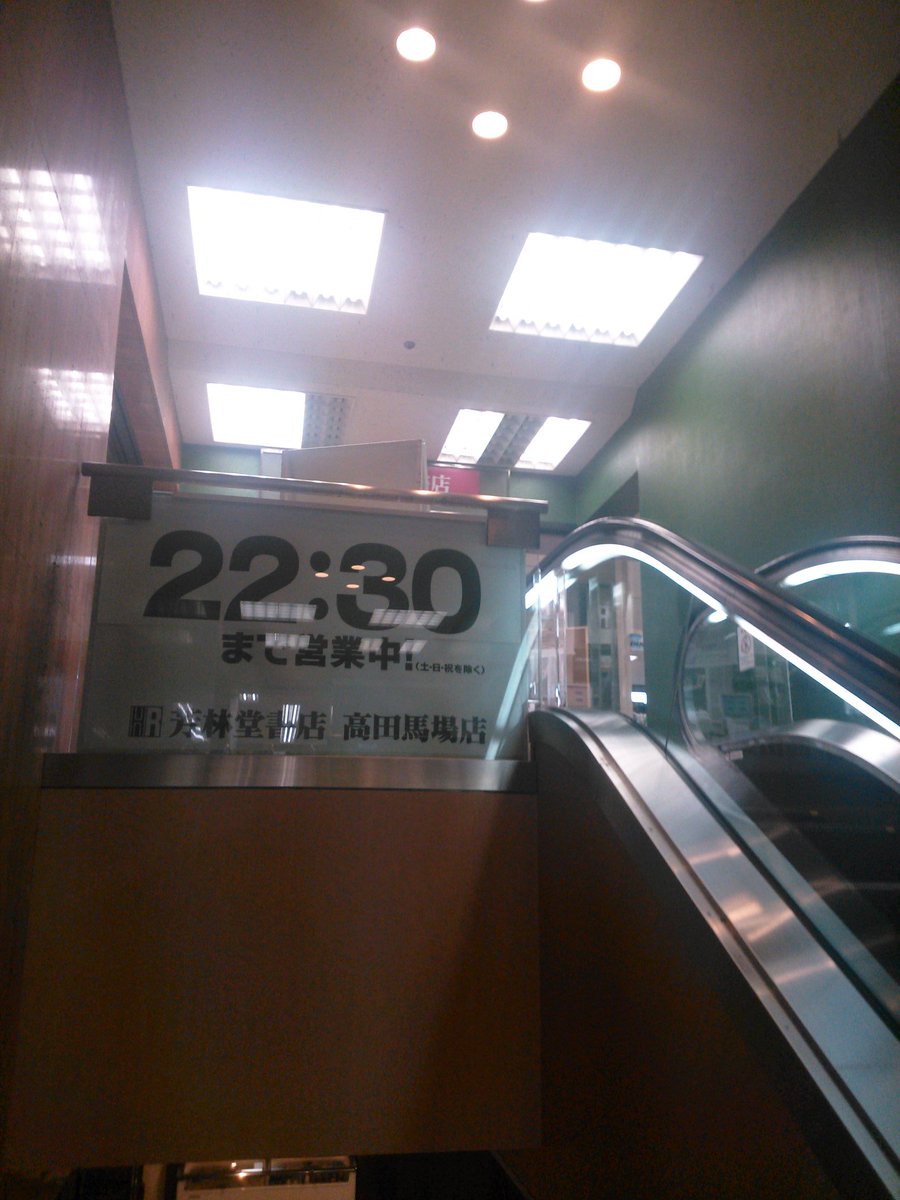 店
22:30
まで営業中!(土・日・祝を除く)
芳林堂書店 高田馬場店